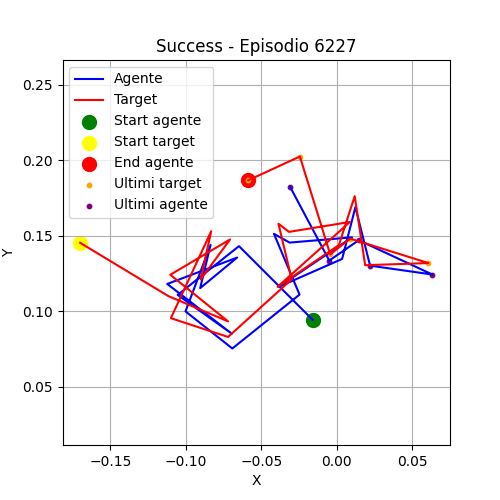 Success - Episodio 6227
Agente
Target
Start agente
Start target
End agente
Ultimi target
Ultimi agente
0.25
0.20
0.15
0.10
0.05
Y
−0.15
−0.10
−0.05
0.00
0.05
X